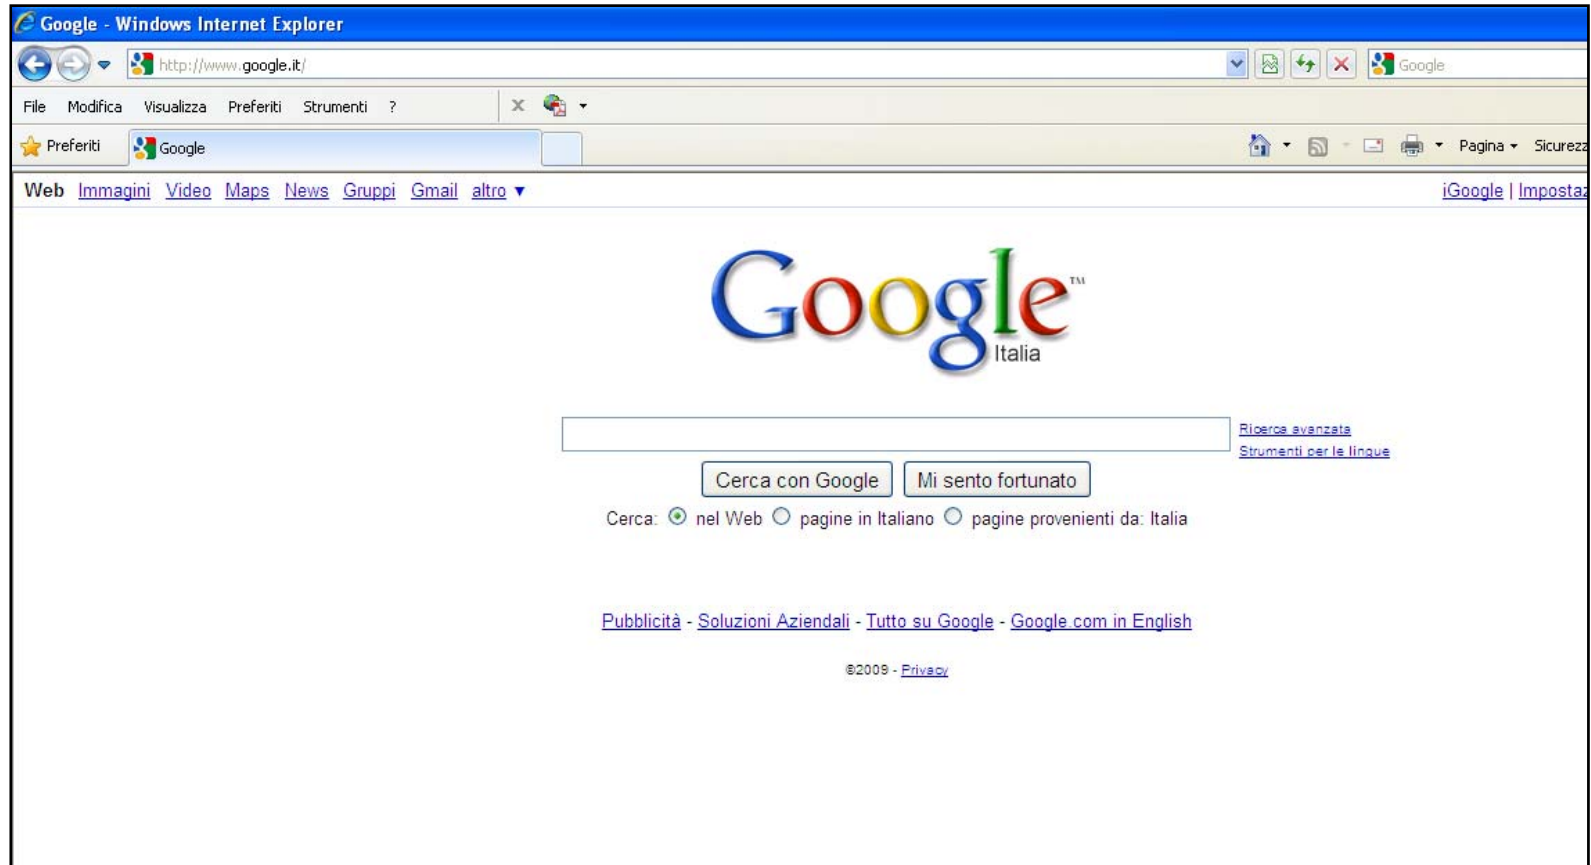 Google - Windows Internet Explorer
http://www.google.it/ Google
File Modifica Visualizza Preferiti Strumenti ?
Preferiti Google Pagina Sicurezz
Web Immagini Video Maps News Gruppi Gmail altro ▼ iGoogle | Impostaz
Google™
Italia
Ricerca avanzata
Strumenti per le lingue
Cerca con Google Mi sento fortunato
Cerca: nel Web pagine in Italiano pagine provenienti da: Italia
Pubblicità - Soluzioni Aziendali - Tutto su Google - Google.com in English
©2009 - Privacy